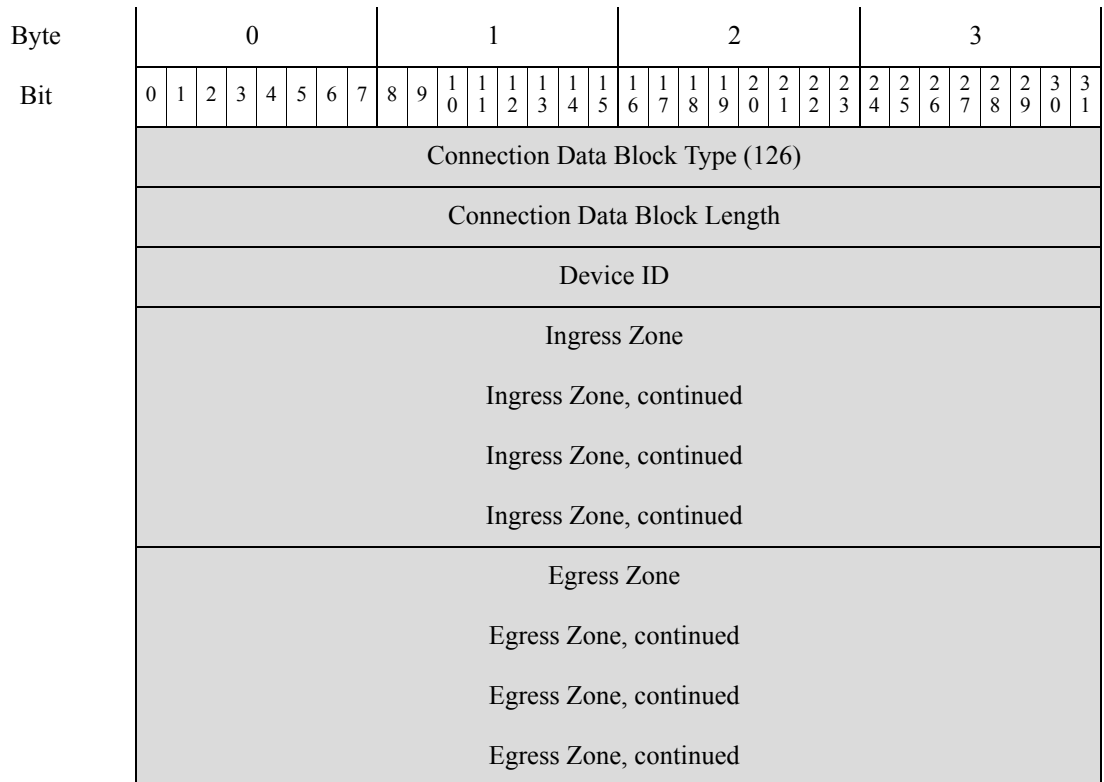 Byte 0 1 2 3
Bit 0 1 2 3 4 5 6 7 8 9 10 11 12 13 14 15 16 17 18 19 20 21 22 23 24 25 26 27 28 29 30 31
Connection Data Block Type (126)
Connection Data Block Length
Device ID
Ingress Zone
Ingress Zone, continued
Ingress Zone, continued
Ingress Zone, continued
Egress Zone
Egress Zone, continued
Egress Zone, continued
Egress Zone, continued